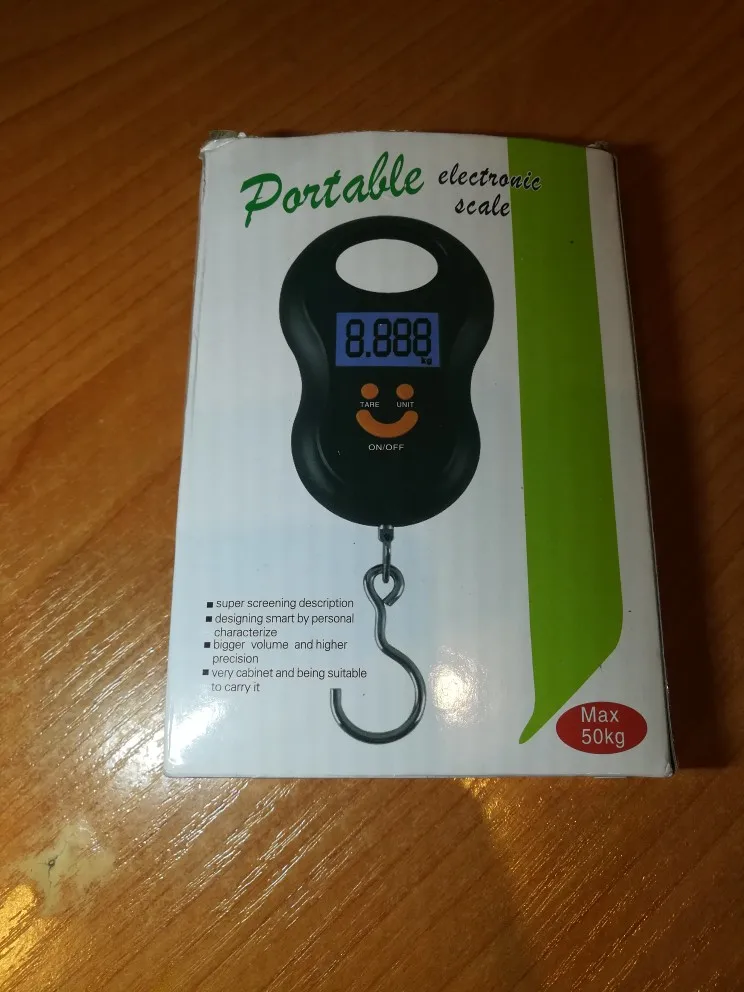 Portable electronic
scale
8.888
kg
TARE UNIT
ON/OFF
■ super screening description
■ designing smart by personal
characterize
■ bigger volume and higher
precision
■ very cabinet and being suitable
to carry it
Max
50kg